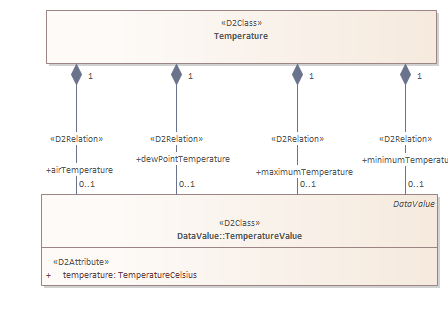 «D2Class»
Temperature
1 1 1 1
«D2Relation» «D2Relation» «D2Relation» «D2Relation»
+airTemperature +dewPointTemperature +maximumTemperature +minimumTemperatu
0..1 0..1 0..1 0..1
DataValue
«D2Class»
DataValue::TemperatureValue
«D2Attribute»
+ temperature: TemperatureCelsius